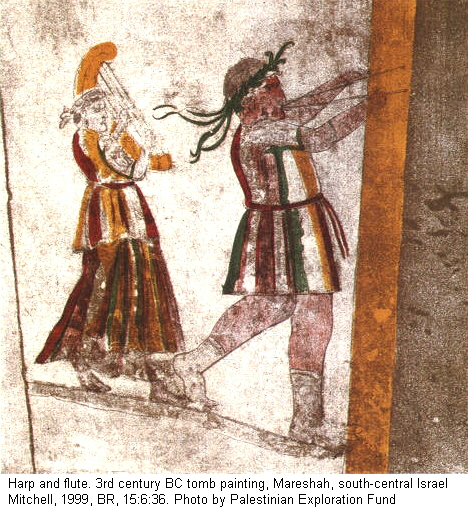 Harp and flute. 3rd century BC tomb painting, Mareshah, south-central Israel
Mitchell, 1999, BR, 15:6:36. Photo by Palestinian Exploration Fund